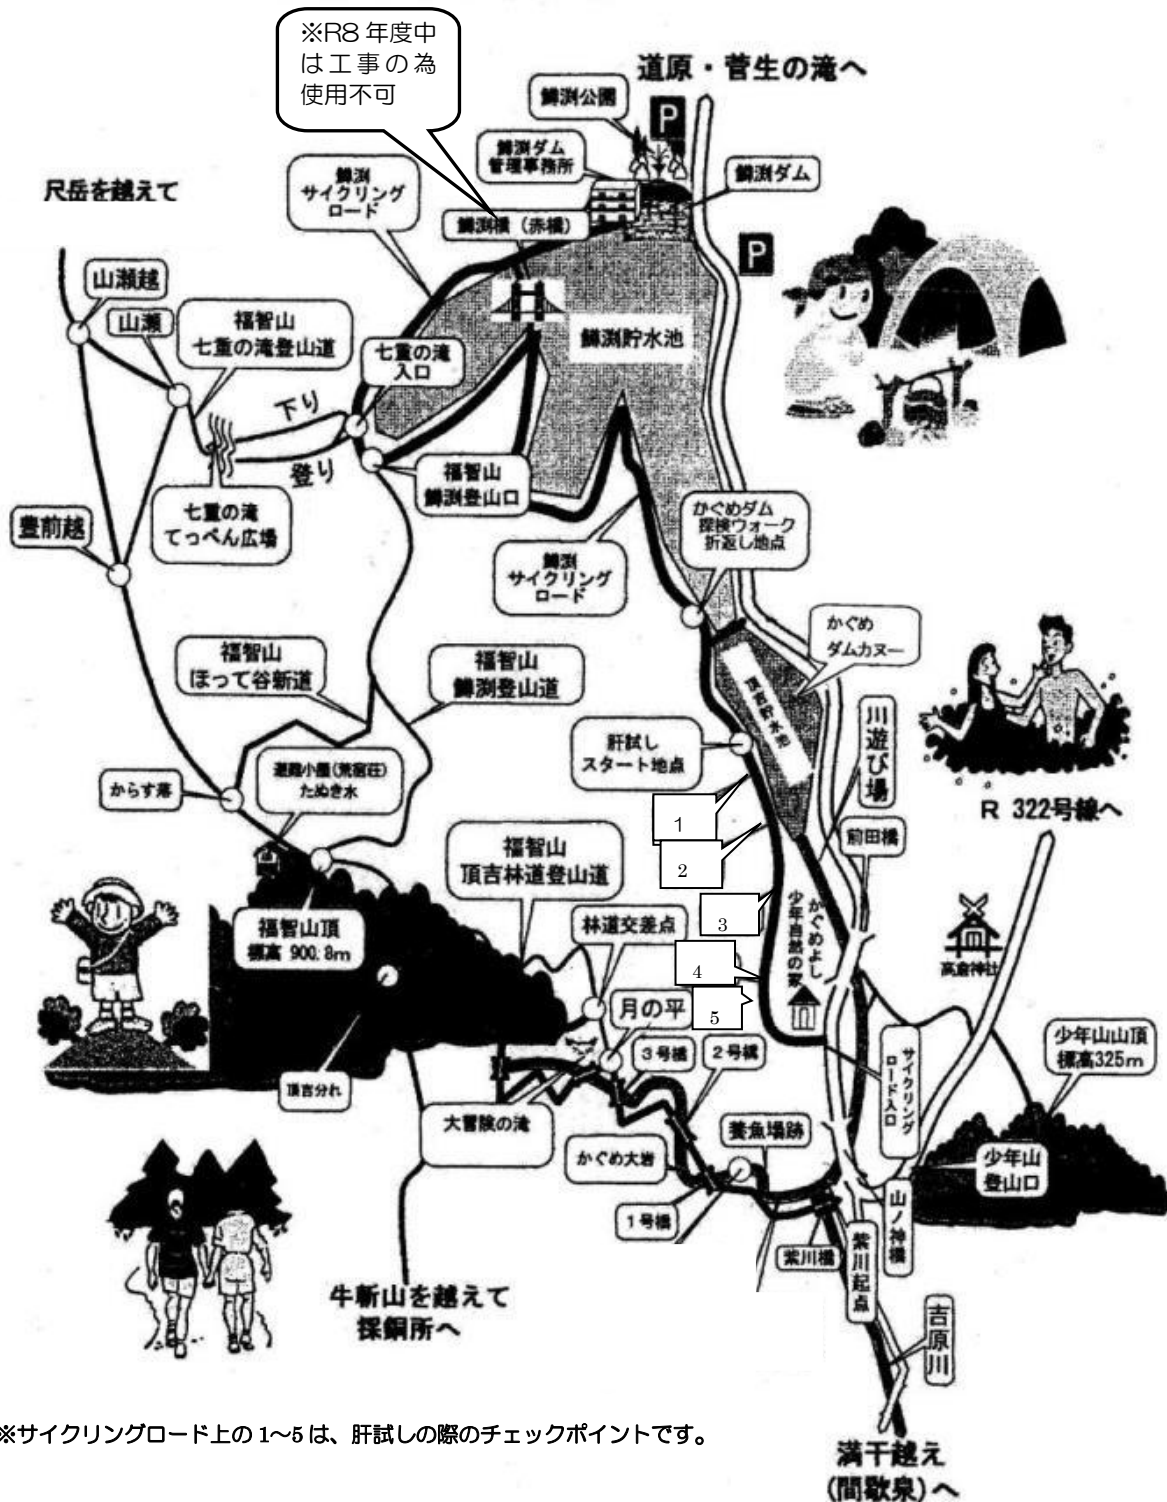 ※R8 年度中
は工事の為
使用不可
道原・菅生の滝へ
鱒渕公園
P
鱒渕ダム
管理事務所
鱒渕ダム
尺岳を越えて
鱒渕
サイクリング
ロード
鱒渕橋（赤橋）
P
山瀬越
山瀬
福智山
七重の滝登山道
七重の滝
入口
鱒渕貯水池
下り
登り
福智山
鱒渕登山口
七重の滝
てっぺん広場
豊前越
かぐめダム
探検ウォーク
折返し地点
鱒渕
サイクリング
ロード
かぐめ
ダムカヌー
福智山
ほって谷新道
福智山
鱒渕登山道
川遊び場
肝試し
スタート地点
からす落
避難小屋（荒宿荘）
たぬき水
R 322号線へ
1
2
3
4
5
前田橋
福智山
頂吉林道登山道
福智山頂
標高 900.8m
林道交差点
かぐめよし
少年自然の家
高倉神社
月の平
3号橋
2号橋
サイクリング
ロード入口
少年山山頂
標高325m
頂吉分れ
大冒険の滝
かぐめ大岩
養魚場跡
1号橋
紫川橋
紫川起点
山ノ神橋
少年山
登山口
吉原川
牛斬山を越えて
採銅所へ
※サイクリングロード上の 1～5 は、肝試しの際のチェックポイントです。
満干越え
(間歇泉)へ